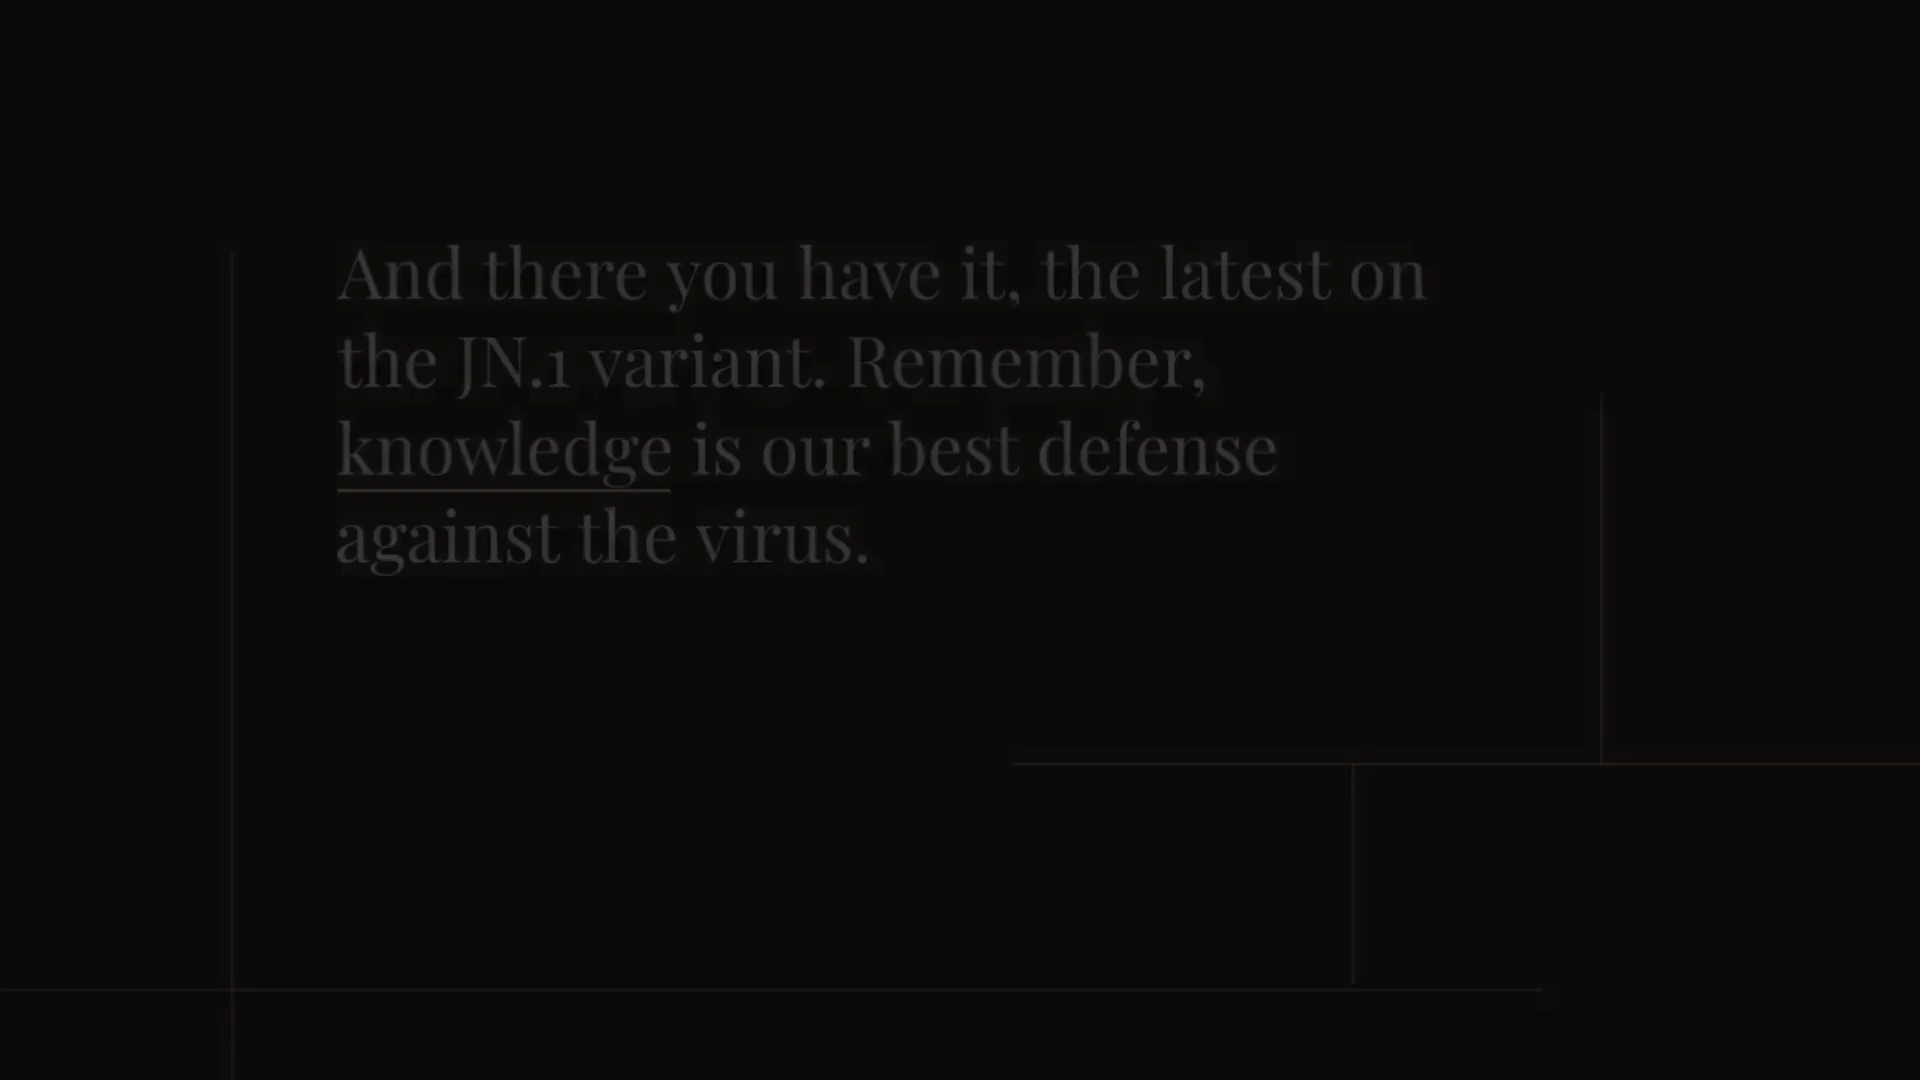 And there you have it, the latest on
the JN.1 variant. Remember,
knowledge is our best defense
against the virus.